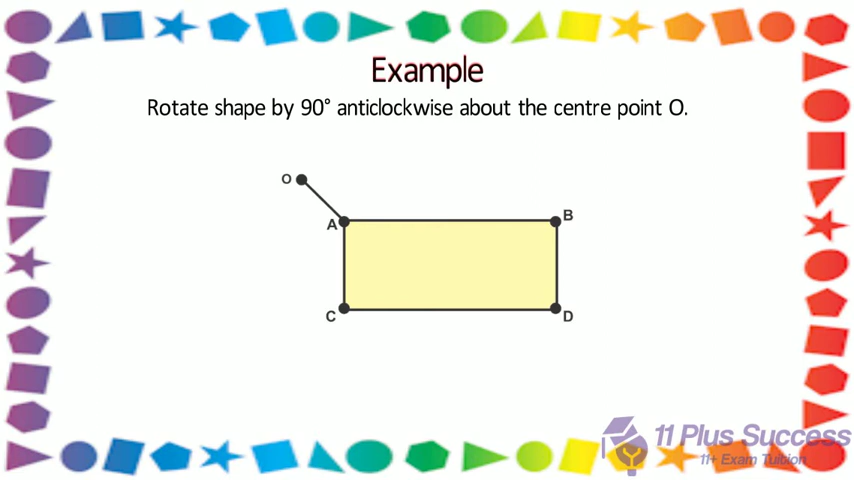 Example
Rotate shape by 90° anticlockwise about the centre point O.
O
A
B
C
D
11 Plus Success
11+ Exam Tuition